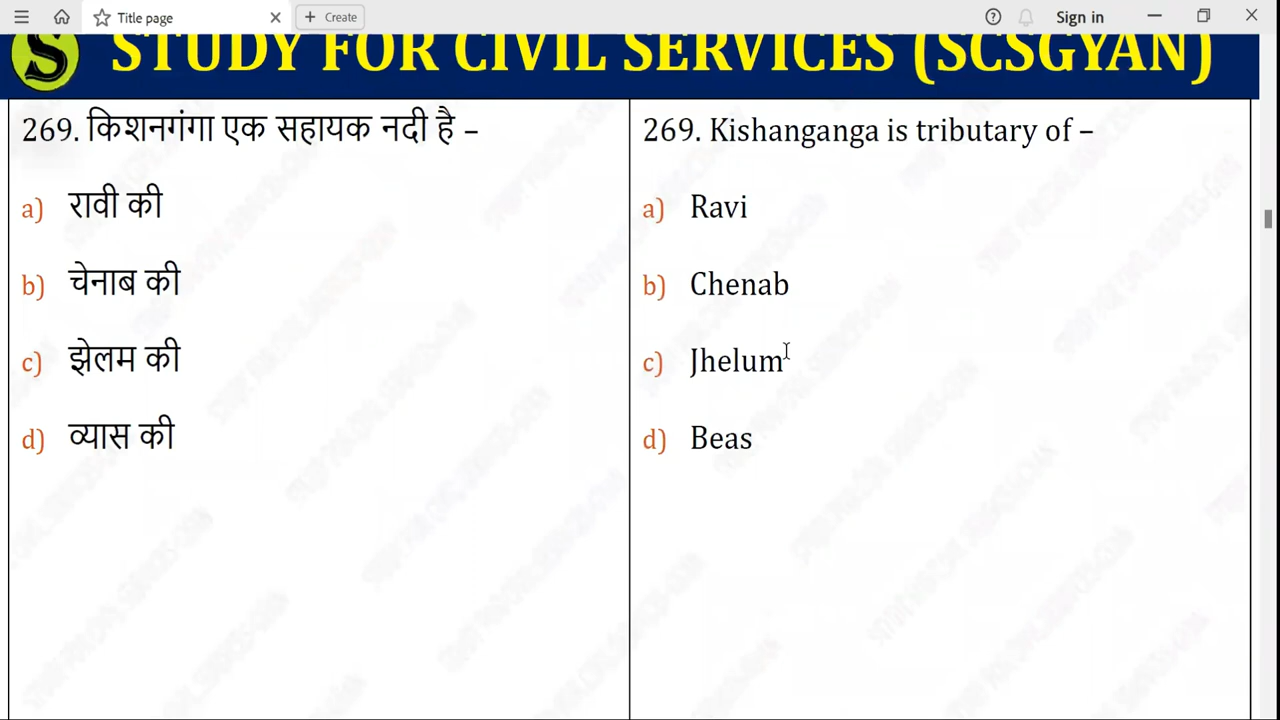 Title page
Create
Sign in
S
STUDY FOR CIVIL SERVICES (SCSGYAN)
269. किशनगंगा एक सहायक नदी है –
a) रावी की
b) चेनाब की
c) झेलम की
d) व्यास की
269. Kishanganga is tributary of –
a) Ravi
b) Chenab
c) Jhelum
d) Beas